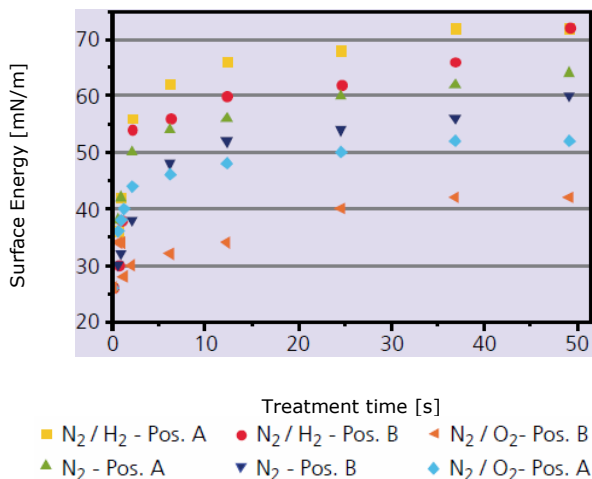 Surface Energy [mN/m]
70
60
50
40
30
20
0 10 20 30 40 50
Treatment time [s]
N₂ / H₂ - Pos. A N₂ / H₂ - Pos. B N₂ / O₂- Pos. B
N₂ - Pos. A N₂ - Pos. B N₂ / O₂- Pos. A